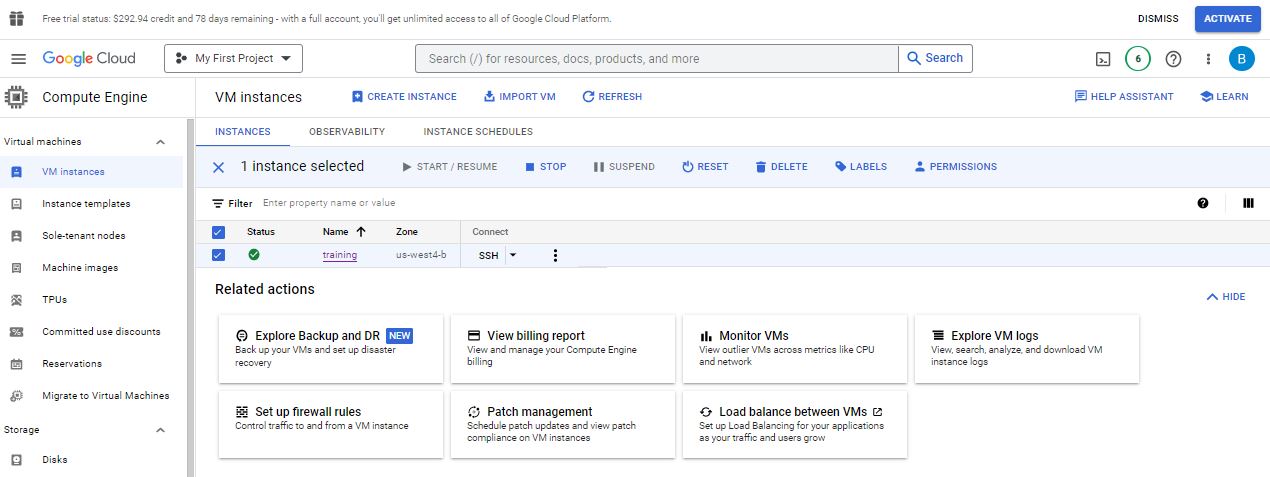 Free trial status: $292.94 credit and 78 days remaining - with a full account, you'll get unlimited access to all of Google Cloud Platform.
DISMISS
ACTIVATE
Google Cloud
My First Project
Search (/) for resources, docs, products, and more
Search
6
B
Compute Engine
VM instances
CREATE INSTANCE
IMPORT VM
REFRESH
HELP ASSISTANT
LEARN
Virtual machines
VM instances
Instance templates
Sole-tenant nodes
Machine images
TPUs
Committed use discounts
Reservations
Migrate to Virtual Machines
Storage
Disks
INSTANCES
OBSERVABILITY
INSTANCE SCHEDULES
1 instance selected
START / RESUME
STOP
SUSPEND
RESET
DELETE
LABELS
PERMISSIONS
Filter
Enter property name or value
Status
Name
Zone
Connect
training
us-west4-b
SSH
Related actions
HIDE
Explore Backup and DR
NEW
Back up your VMs and set up disaster
recovery
View billing report
View and manage your Compute Engine
billing
Monitor VMs
View outlier VMs across metrics like CPU
and network
Explore VM logs
View, search, analyze, and download VM
instance logs
Set up firewall rules
Control traffic to and from a VM instance
Patch management
Schedule patch updates and view patch
compliance on VM instances
Load balance between VMs
Set up Load Balancing for your applications
as your traffic and users grow